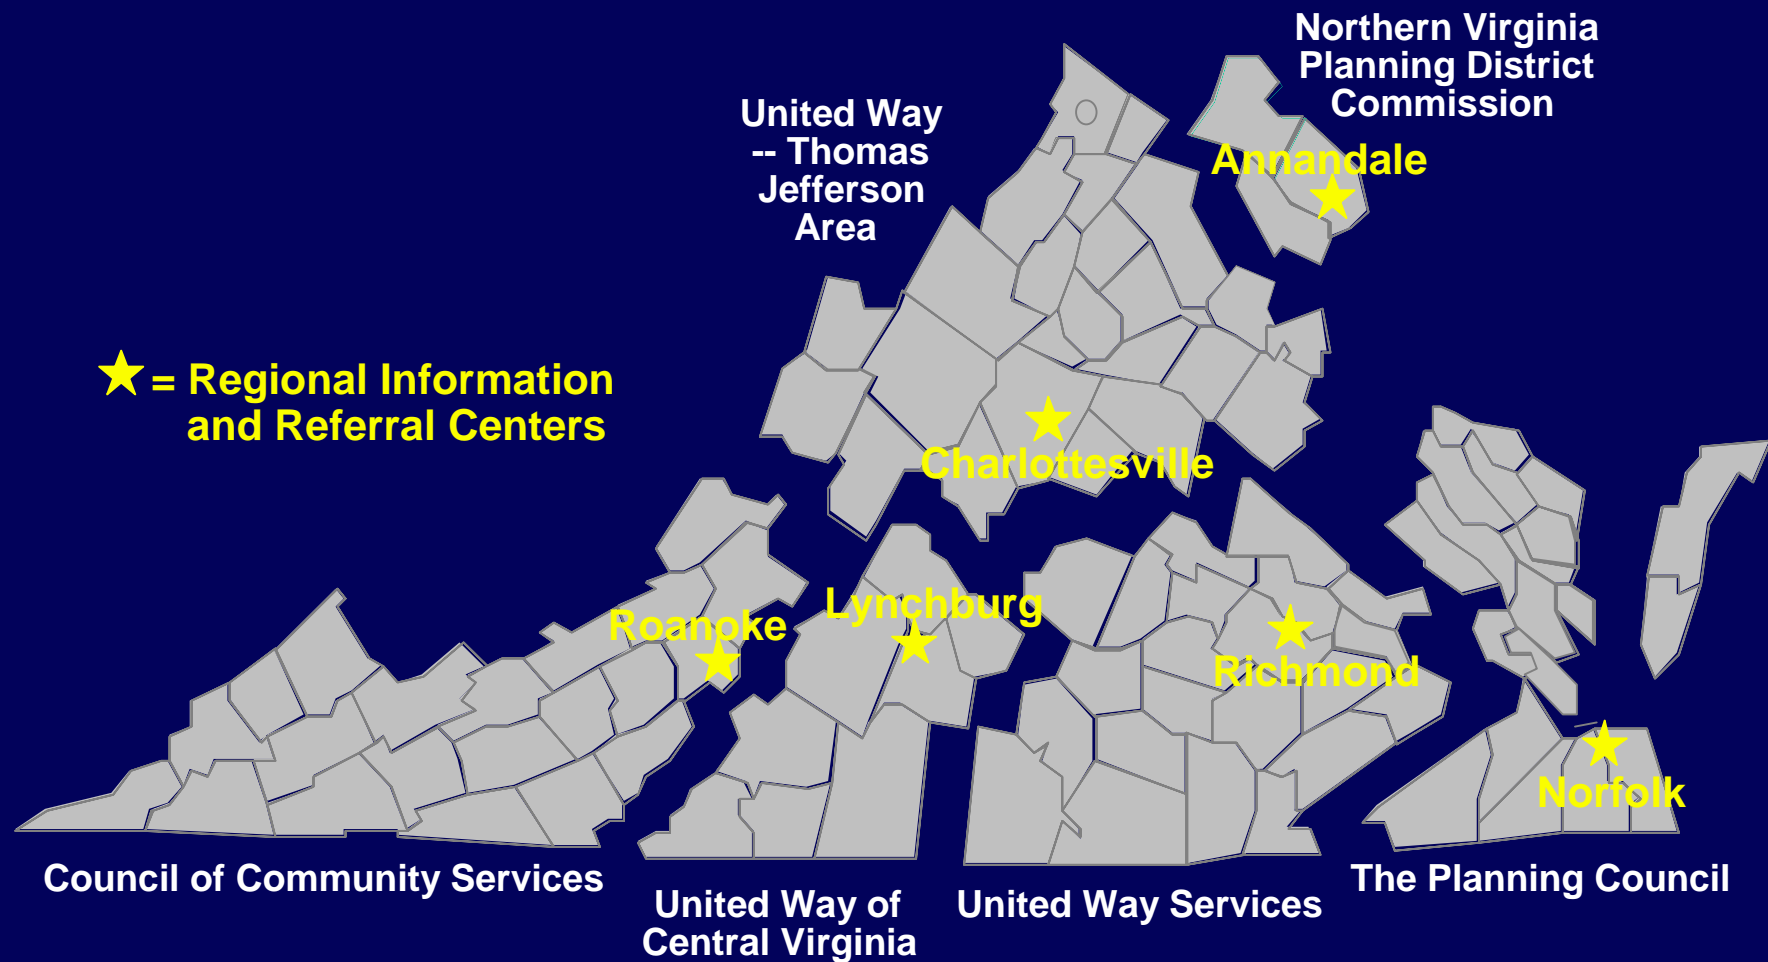 Northern Virginia
Planning District
Commission
United Way
-- Thomas
Jefferson
Area
Annandale
= Regional Information
and Referral Centers
Charlottesville
Roanoke
Lynchburg
Richmond
Norfolk
Council of Community Services
United Way of
Central Virginia
United Way Services
The Planning Council